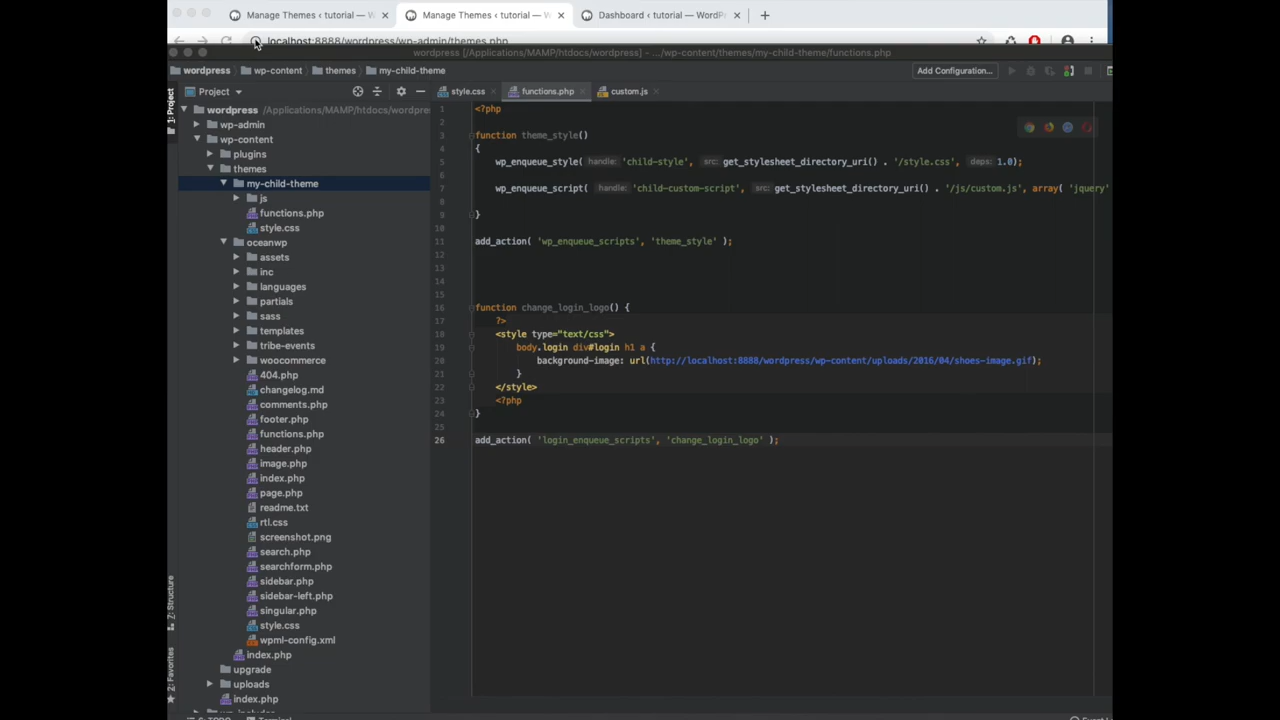 Manage Themes ‹ tutorial — W
Manage Themes ‹ tutorial — W
Dashboard ‹ tutorial — WordPr
localhost:8888/wordpress/wp-admin/themes.php
wordpress [/Applications/MAMP/htdocs/wordpress] - .../wp-content/themes/my-child-theme/functions.php
wordpress
wp-content
themes
my-child-theme
Add Configuration...
1: Project
Project
style.css
functions.php
custom.js
wordpress /Applications/MAMP/htdocs/wordpres
wp-admin
wp-content
plugins
themes
my-child-theme
js
functions.php
style.css
oceanwp
assets
inc
languages
partials
sass
templates
tribe-events
woocommerce
404.php
changelog.md
comments.php
footer.php
functions.php
header.php
image.php
index.php
page.php
readme.txt
rtl.css
screenshot.png
search.php
searchform.php
sidebar.php
sidebar-left.php
singular.php
style.css
wpml-config.xml
index.php
upgrade
uploads
index.php
7: Structure
2: Favorites
1 <?php
2
3 function theme_style()
4 {
5 wp_enqueue_style( handle: 'child-style', src: get_stylesheet_directory_uri() . '/style.css', deps: 1.0);
6
7 wp_enqueue_script( handle: 'child-custom-script', src: get_stylesheet_directory_uri() . '/js/custom.js', array( 'jquery'
8
9 }
10
11 add_action( 'wp_enqueue_scripts', 'theme_style' );
12
13
14
15
16 function change_login_logo() {
17 ?>
18 <style type="text/css">
19 body.login div#login h1 a {
20 background-image: url(http://localhost:8888/wordpress/wp-content/uploads/2016/04/shoes-image.gif);
21 }
22 </style>
23 <?php
24 }
25
26 add_action( 'login_enqueue_scripts', 'change_login_logo' );